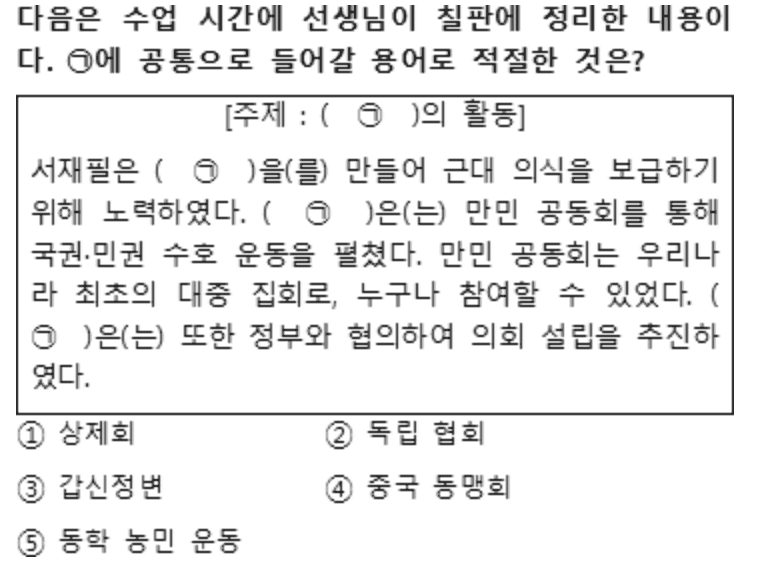 다음은 수업 시간에 선생님이 칠판에 정리한 내용이
다. ㉠에 공통으로 들어갈 용어로 적절한 것은?
[주제 : ( ㉠ )의 활동]
서재필은 ( ㉠ )을(를) 만들어 근대 의식을 보급하기
위해 노력하였다. ( ㉠ )은(는) 만민 공동회를 통해
국권·민권 수호 운동을 펼쳤다. 만민 공동회는 우리나
라 최초의 대중 집회로, 누구나 참여할 수 있었다. (
㉠ )은(는) 또한 정부와 협의하여 의회 설립을 추진하
였다.
① 상제회 ② 독립 협회
③ 갑신정변 ④ 중국 동맹회
⑤ 동학 농민 운동